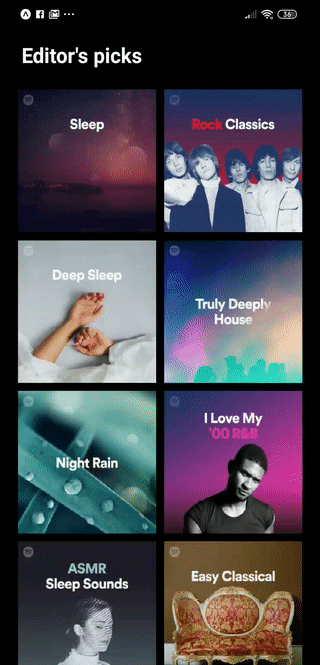 36
Editor's picks
Sleep
Rock Classics
Deep Sleep
Truly Deeply
House
Night Rain
I Love My
'00 R&B
ASMR
Sleep Sounds
Easy Classical